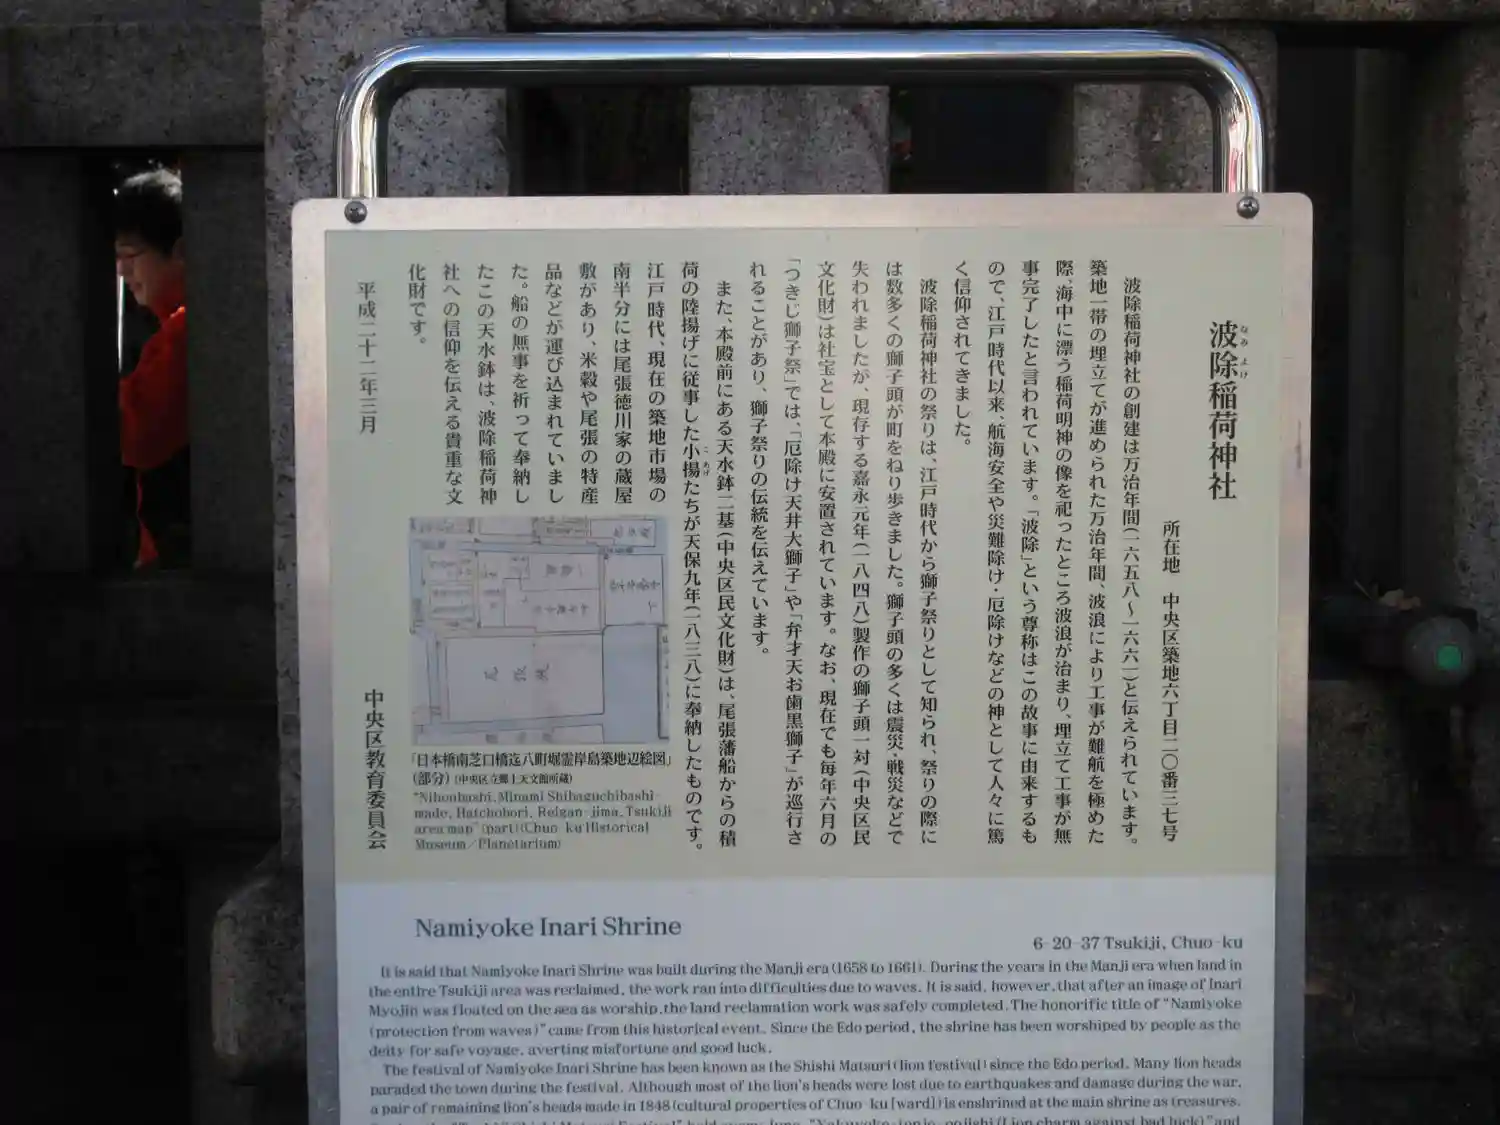 波除稲荷神社
なみよけ
所在地 中央区築地六丁目二〇番三七号
波除稲荷神社の創建は万治年間(一六五八~一六六一)と伝えられています。
築地一帯の埋立てが進められた万治年間、波浪により工事が難航を極めた
際、海中に漂う稲荷明神の像を祀ったところ波浪が治まり、埋立て工事が無
事完了したと言われています。「波除」という尊称はこの故事に由来するも
ので、江戸時代以来、航海安全や災難除け・厄除けなどの神として人々に篤
く信仰されてきました。
波除稲荷神社の祭りは、江戸時代から獅子祭りとして知られ、祭りの際に
は数多くの獅子頭が町をねり歩きました。獅子頭の多くは震災・戦災などで
失われましたが、現存する嘉永元年(一八四八)製作の獅子頭一対(中央区民
文化財)は社宝として本殿に安置されています。なお、現在でも毎年六月の
「つきじ獅子祭」では、「厄除け天井大獅子」や「弁才天お歯黒獅子」が巡行さ
れることがあり、獅子祭りの伝統を伝えています。
また、本殿前にある天水鉢二基(中央区民文化財)は、尾張藩船からの積
荷の陸揚げに従事した小揚たちが天保九年(一八三八)に奉納したものです。
こあげ
江戸時代、現在の築地市場の
南半分には尾張徳川家の蔵屋
敷があり、米穀や尾張の特産
品などが運び込まれていまし
た。船の無事を祈って奉納し
たこの天水鉢は、波除稲荷神
社への信仰を伝える貴重な文
化財です。
平成二十二年三月
中央区教育委員会
「日本橋南芝口橋迄八町堀霊岸島築地辺絵図」
(部分)(中央区立郷土天文館所蔵)
"Nihonbashi, Minami Shibaguchibashi
made, Hatchobori, Reigan-jima, Tsukiji
area map" (part)(Chuo-ku Historical
Museum/Planetarium)
Namiyoke Inari Shrine
6-20-37 Tsukiji, Chuo-ku
It is said that Namiyoke Inari Shrine was built during the Manji era (1658 to 1661). During the years in the Manji era when land in
the entire Tsukiji area was reclaimed, the work ran into difficulties due to waves. It is said, however, that after an image of Inari
Myojin was floated on the sea as worship, the land reclamation work was safely completed. The honorific title of "Namiyoke
(protection from waves)" came from this historical event. Since the Edo period, the shrine has been worshiped by people as the
deity for safe voyage, averting misfortune and good luck.
The festival of Namiyoke Inari Shrine has been known as the Shishi Matsuri (lion festival) since the Edo period. Many lion heads
paraded the town during the festival. Although most of the lion's heads were lost due to earthquakes and damage during the war,
a pair of remaining lion's heads made in 1848 (cultural properties of Chuo-ku [ward]) is enshrined at the main shrine as treasures.